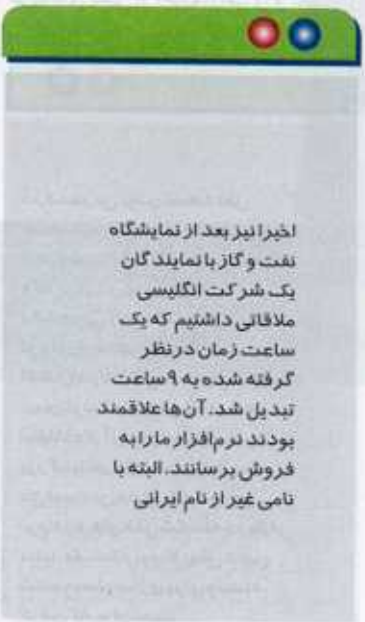 اخیرا نیز بعد از نمایشگاه
نفت و گاز با نمایندگان
یک شرکت انگلیسی
ملاقاتی داشتیم که یک
ساعت زمان درنظر
گرفته شده به ۹ ساعت
تبدیل شد. آن‌ها علاقمند
بودند نرم‌افزار ما را به
فروش برسانند. البته با
نامی غیر از نام ایرانی